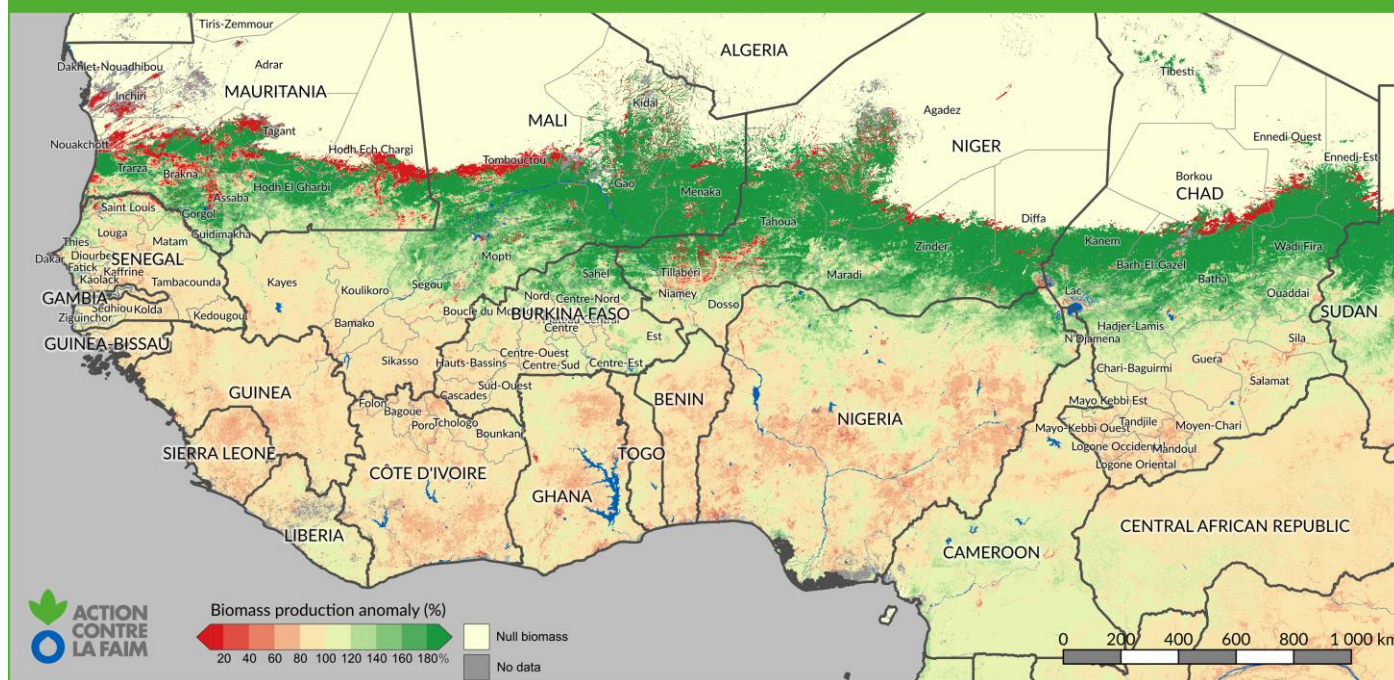 Tiris-Zemmour
ALGERIA
Dakhlet-Nouadhibou
Adrar
Tibesti
Inchiri
MAURITANIA
Kidal
Agadez
MALI
Tagant
Nouakchott
Hodh Ech Chargi
NIGER
Ennedi-Ouest
Tombouctou
Ennedi-Est
Trarza
Brakna
Borkou
Gao
Menaka
CHAD
Assaba
Hodh El Gharbi
Saint Louis
Gorgol
Tahoua
Diffa
Guidimakha
Zinder
Kanem
Wadi Fira
Louga
Thies
Matam
Mopti
Barh-El-Gazel
Dakar
Diourbel
SENEGAL
Sahel
Tillaberi
Maradi
Batha
Fatick
Kaffrine
Kaolack
Tambacounda
Kayes
Koulikoro
Segou
Niamey
Lac
Ouaddai
GAMBIA
Nord
Centre-Nord
Dosso
SUDAN
Sedhiou
Kolda
Ziguinchor
Kedougou
Boucle du Mo
BURKINA FASO
Hadjer-Lamis
Bamako
Centre
Est
N'Djamena
GUINEA-BISSAU
Sila
Sikasso
Hauts-Bassins
Centre-Ouest
Centre-Sud
Centre-Est
Guera
Chari-Baguirmi
Sud-Ouest
Salamat
GUINEA
Cascades
BENIN
Folon
Bagoue
Mayo Kebbi Est
Poro
Tchologo
NIGERIA
Tandjile
Bounkani
Mayo-Kebbi Ouest
Moyen-Chari
SIERRA LEONE
TOGO
Logone Occidental
Mandoul
CÔTE D'IVOIRE
Logone Oriental
GHANA
LIBERIA
CENTRAL AFRICAN REPUBLIC
CAMEROON
ACTION
CONTRE
LA FAIM
Biomass production anomaly (%)
20 40 60 80 100 120 140 160 180%
Null biomass
No data
0 200 400 600 800 1 000 km